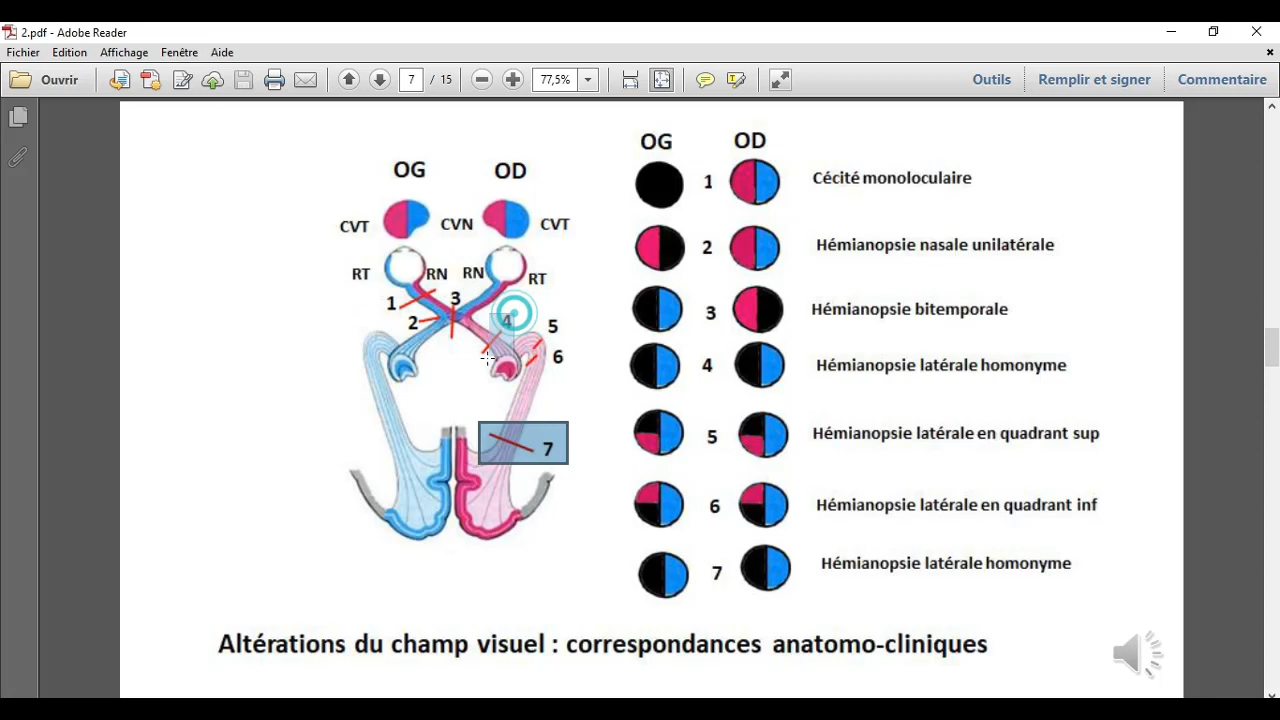 2.pdf - Adobe Reader
Fichier Edition Affichage Fenêtre Aide
Ouvrir 7 / 15 77,5% Outils Remplir et signer Commentaire
OG OD
CVT CVN CVT
RT RN RN RT
1 3 4 5
2 6
7
OG OD
1 Cécité monoloculaire
2 Hémianopsie nasale unilatérale
3 Hémianopsie bitemporale
4 Hémianopsie latérale homonyme
5 Hémianopsie latérale en quadrant sup
6 Hémianopsie latérale en quadrant inf
7 Hémianopsie latérale homonyme
Altérations du champ visuel : correspondances anatomo-cliniques